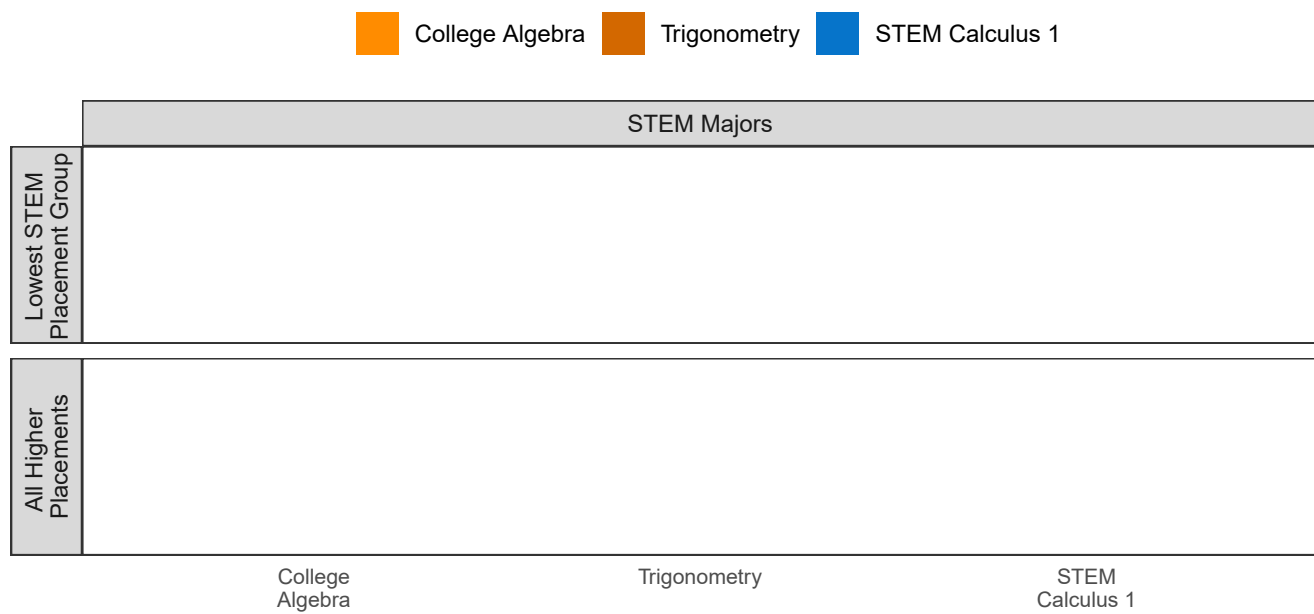 College Algebra
Trigonometry
STEM Calculus 1
STEM Majors
Lowest STEM
Placement Group
All Higher
Placements
College
Algebra
Trigonometry
STEM
Calculus 1